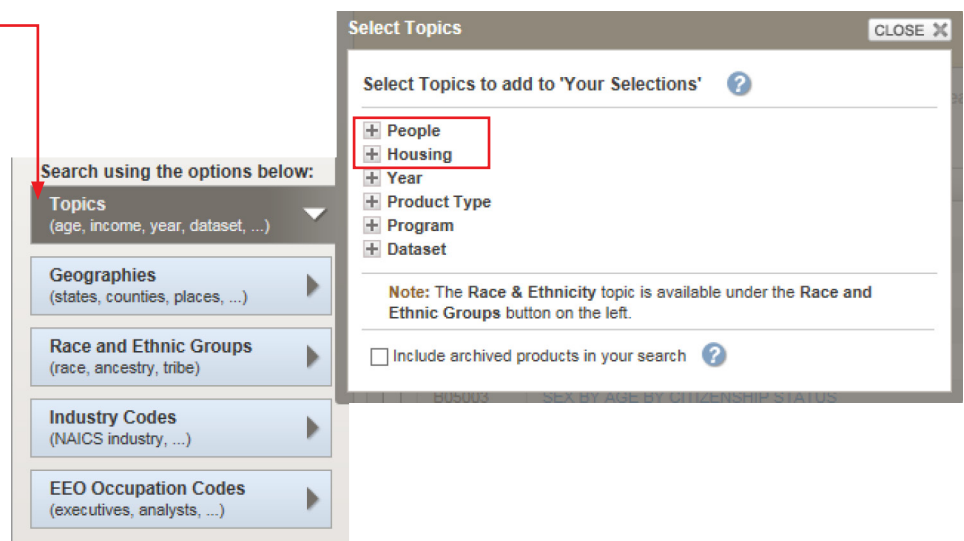 Select Topics
CLOSE
Select Topics to add to 'Your Selections'
People
Housing
Year
Product Type
Program
Dataset
Note: The Race & Ethnicity topic is available under the Race and
Ethnic Groups button on the left.
Include archived products in your search
B05003 SEX BY AGE BY CITIZENSHIP STATUS
Search using the options below:
Topics
(age, income, year, dataset, ...)
Geographies
(states, counties, places, ...)
Race and Ethnic Groups
(race, ancestry, tribe)
Industry Codes
(NAICS industry, ...)
EEO Occupation Codes
(executives, analysts, ...)